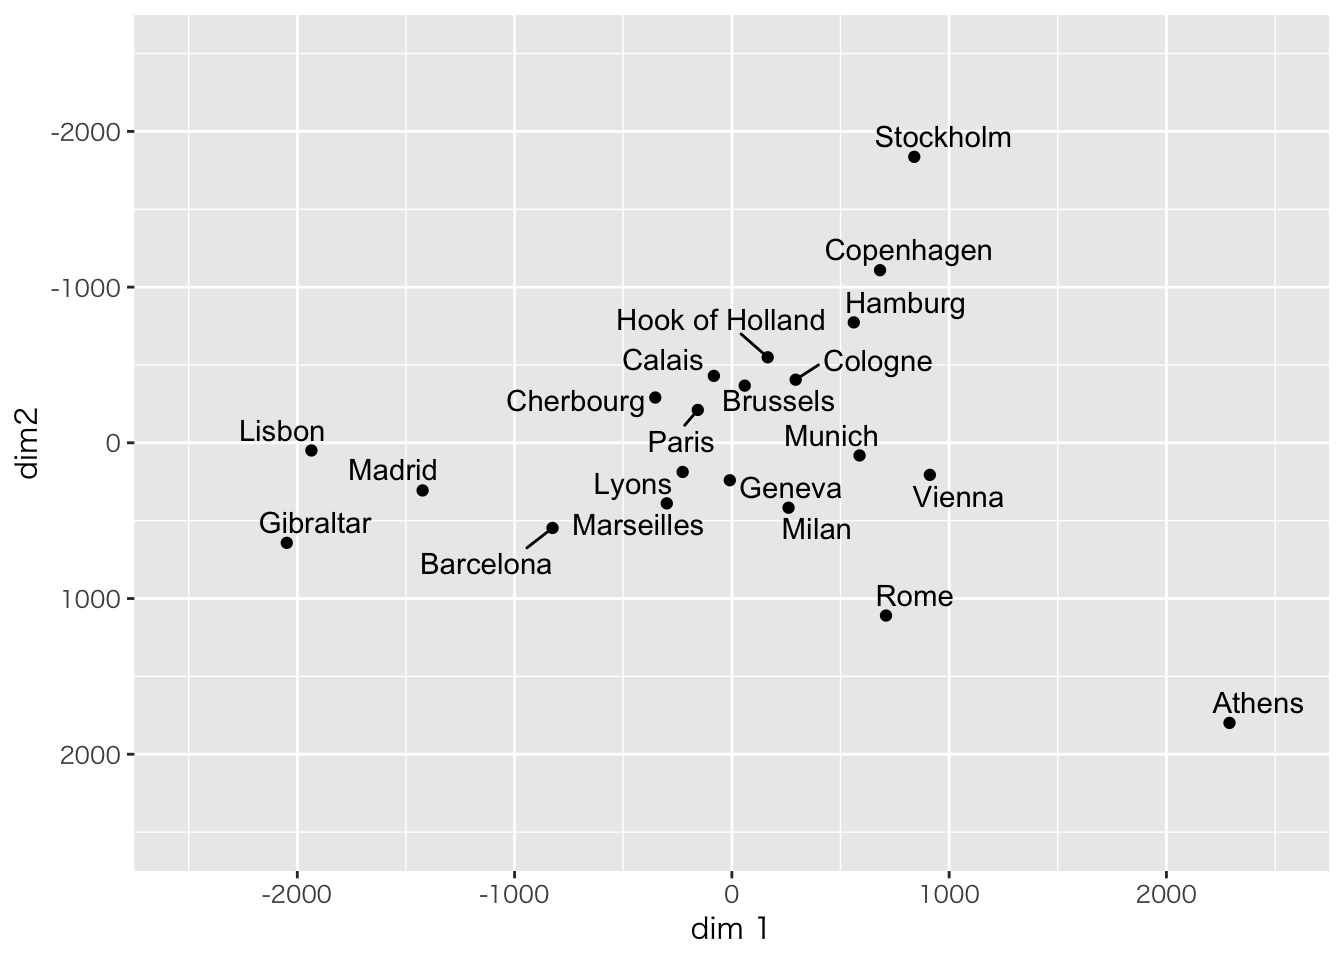 -2000
Stockholm
Copenhagen
-1000
Hamburg
Hook of Holland
Calais
Cologne
Cherbourg
Brussels
Lisbon
Munich
0
Paris
Madrid
Lyons
Geneva
Vienna
Gibraltar
Marseilles
Milan
Barcelona
1000
Rome
Athens
2000
dim2
-2000 -1000 0 1000 2000
dim 1